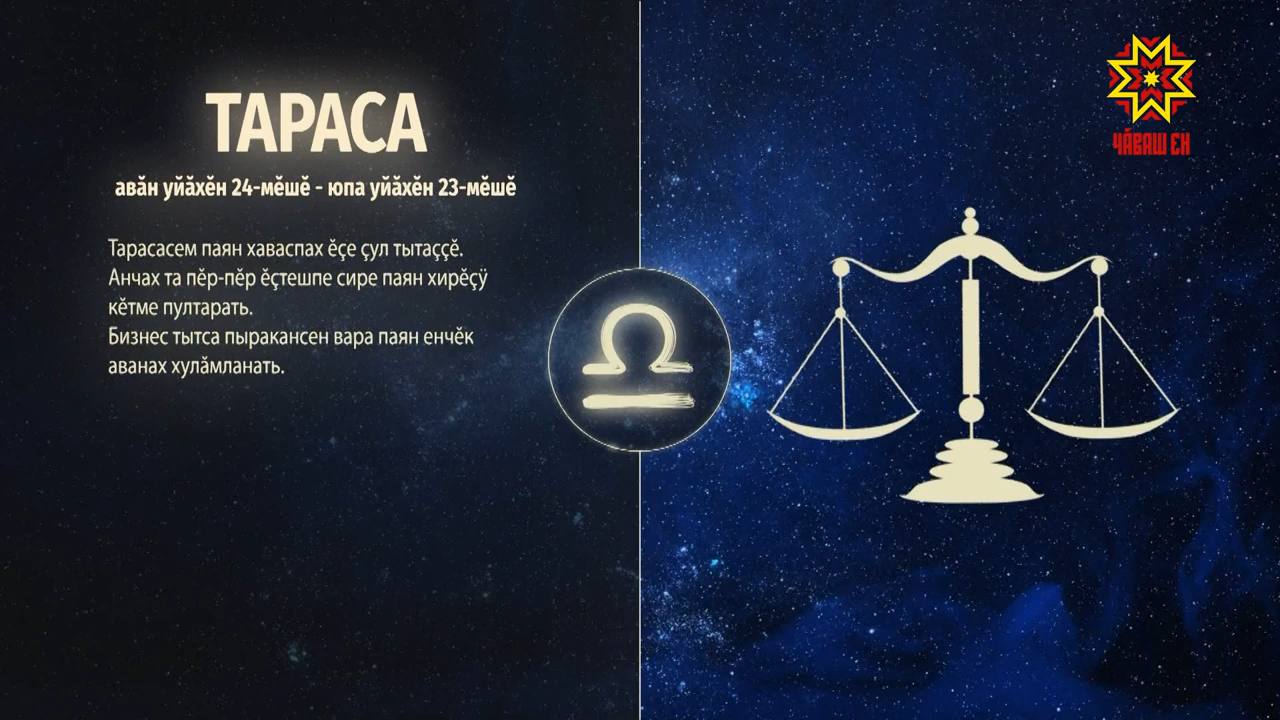 ТАРАСА
авӑн уйӑхӗн 24-мӗшӗ - юпа уйӑхӗн 23-мӗшӗ
Тарасасем паян хаваспах ӗҫе ҫул тытаҫҫӗ.
Анчах та пӗр-пӗр ӗҫтешпе сире паян хирӗҫӳ
кӗтме пултарать.
Бизнес тытса пыракансен вара паян енчӗк
аванах хулӑмланать.
ЧӐВАШ ЕН